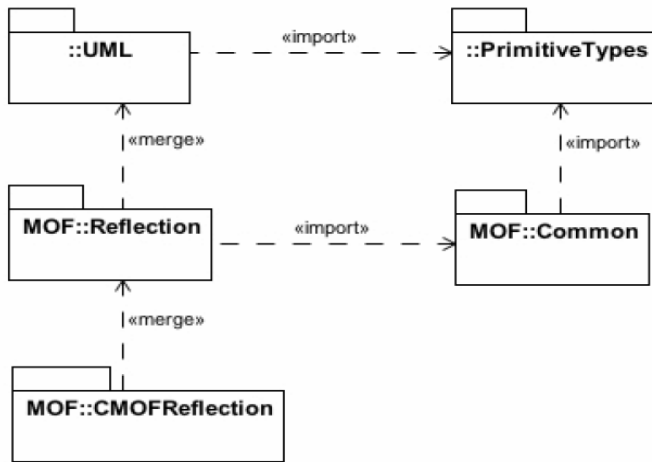 ::UML
«import»
::PrimitiveTypes
«merge»
«import»
MOF::Reflection
«import»
MOF::Common
«merge»
MOF::CMOFReflection